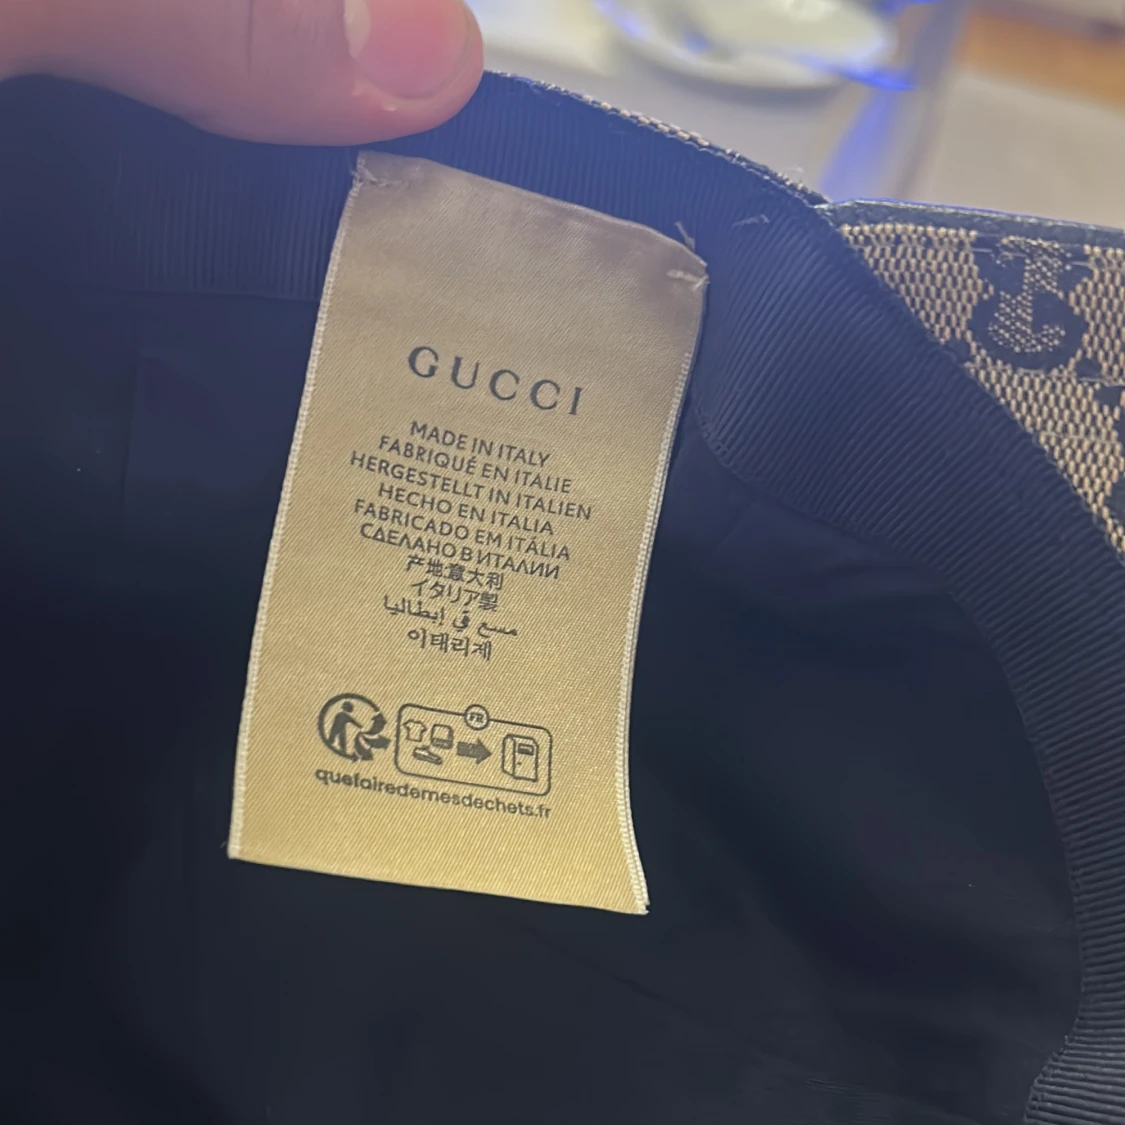 GUCCI
MADE IN ITALY
FABRIQUÉ EN ITALIE
HERGESTELLT IN ITALIEN
HECHO EN ITALIA
FABRICADO EM ITÁLIA
СДЕЛАНО В ИТАЛИИ
产地意大利
イタリア製
في إيطاليا
이태리제
FR
quefairedemesdechets.fr